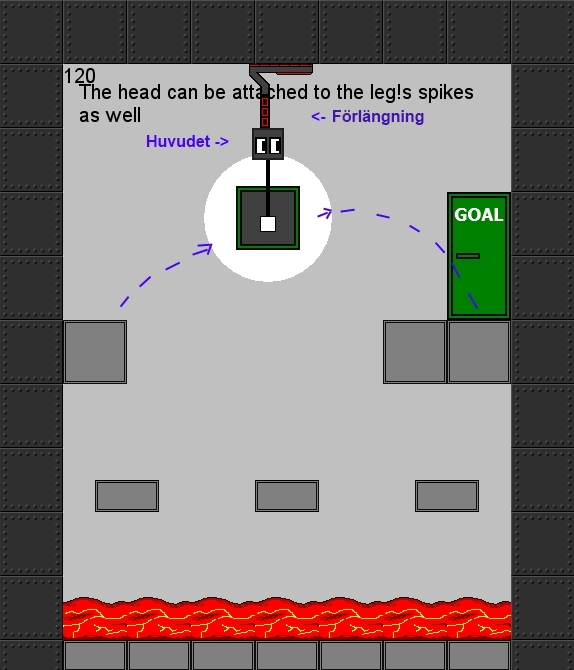 120
The head can be attached to the leg!s spikes
as well
<- Förlängning
Huvudet ->
GOAL